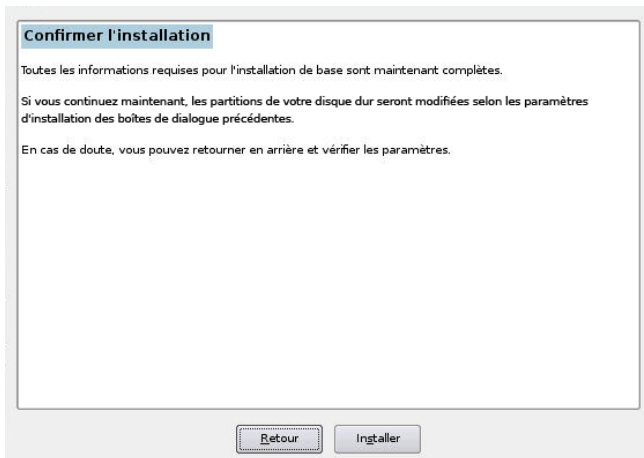 Confirmer l'installation
Toutes les informations requises pour l'installation de base sont maintenant complètes.
Si vous continuez maintenant, les partitions de votre disque dur seront modifiées selon les paramètres
d'installation des boîtes de dialogue précédentes.
En cas de doute, vous pouvez retourner en arrière et vérifier les paramètres.
Retour
Installer